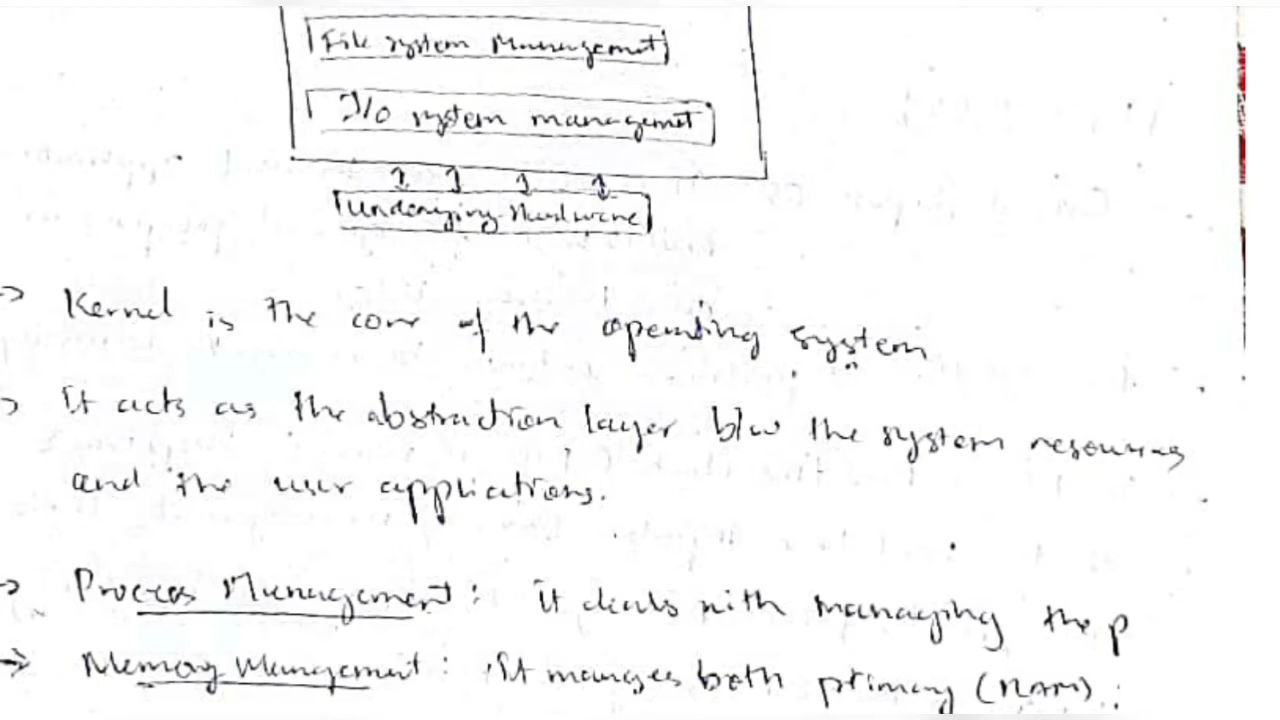 File system Managemet
I/o system managemet
underlying Hardware
-> Kernel is the core of the operating system
-> it acts as the abstraction layer b/w the system resources
and the user applications.
-> Process Management : it deals with managing the p
-> Memory Management : it manages both primary (RAM)